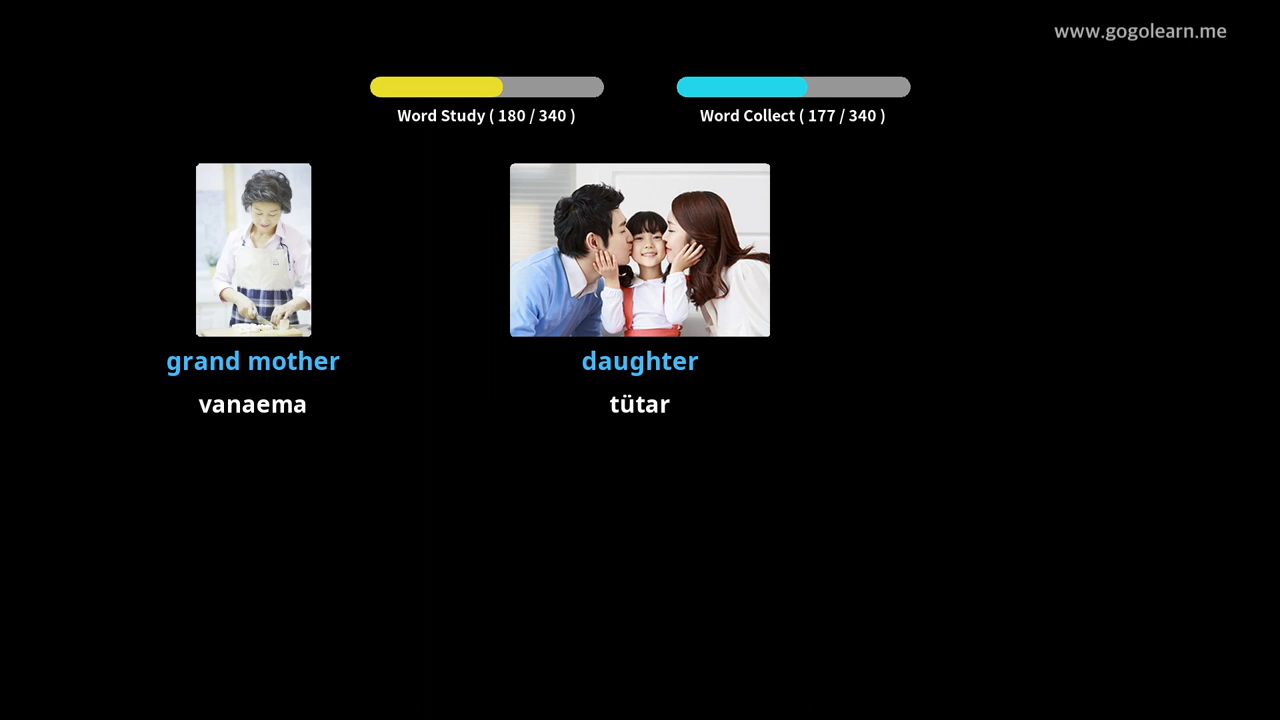 www.gogolearn.me
Word Study ( 180 / 340 )
Word Collect ( 177 / 340 )
grand mother
vanaema
daughter
tütar